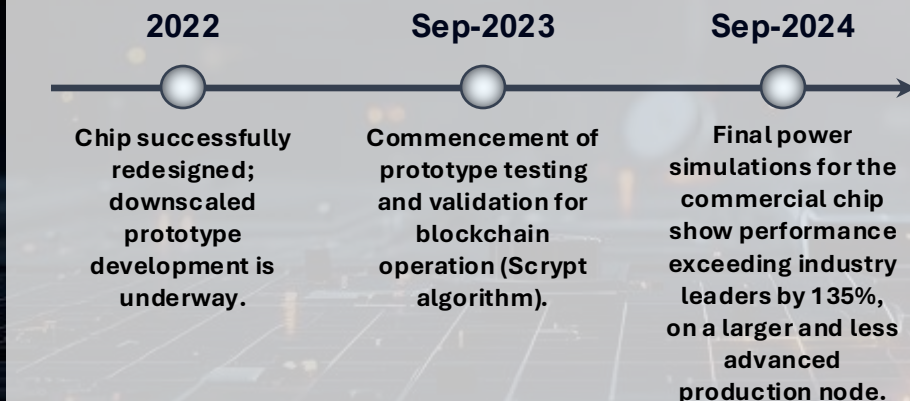 2022
Chip successfully
redesigned;
downscaled
prototype
development is
underway.
Sep-2023
Commencement of
prototype testing
and validation for
blockchain
operation (Scrypt
algorithm).
Sep-2024
Final power
simulations for the
commercial chip
show performance
exceeding industry
leaders by 135%,
on a larger and less
advanced
production node.